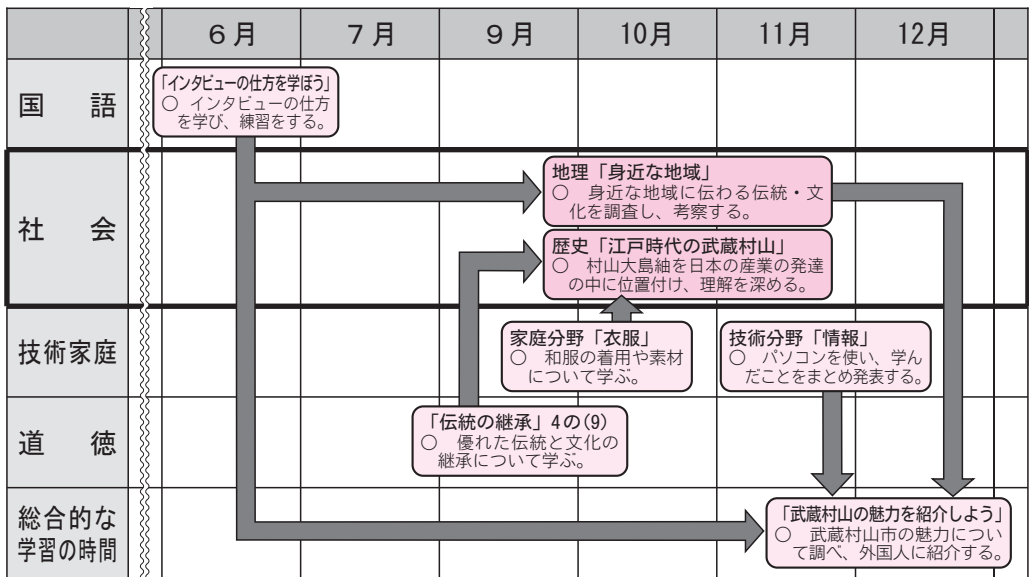 ６月
７月
９月
10月
11月
12月
国　語
「インタビューの仕方を学ぼう」
○　インタビューの仕方
を学び、練習をする。
社　会
地理「身近な地域」
○　身近な地域に伝わる伝統・文
化を調査し、考察する。
歴史「江戸時代の武蔵村山」
○　村山大島紬を日本の産業の発達
の中に位置付け、理解を深める。
技術家庭
家庭分野「衣服」
○　和服の着用や素材
について学ぶ。
技術分野「情報」
○　パソコンを使い、学ん
だことをまとめ発表する。
道　徳
「伝統の継承」4の(9)
○　優れた伝統と文化の
継承について学ぶ。
総合的な
学習の時間
「武蔵村山の魅力を紹介しよう」
○　武蔵村山市の魅力につい
て調べ、外国人に紹介する。